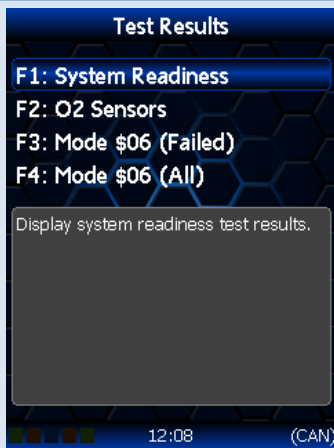 Test Results
F1: System Readiness
F2: O2 Sensors
F3: Mode $06 (Failed)
F4: Mode $06 (All)
Display system readiness test results.
12:08 (CAN)